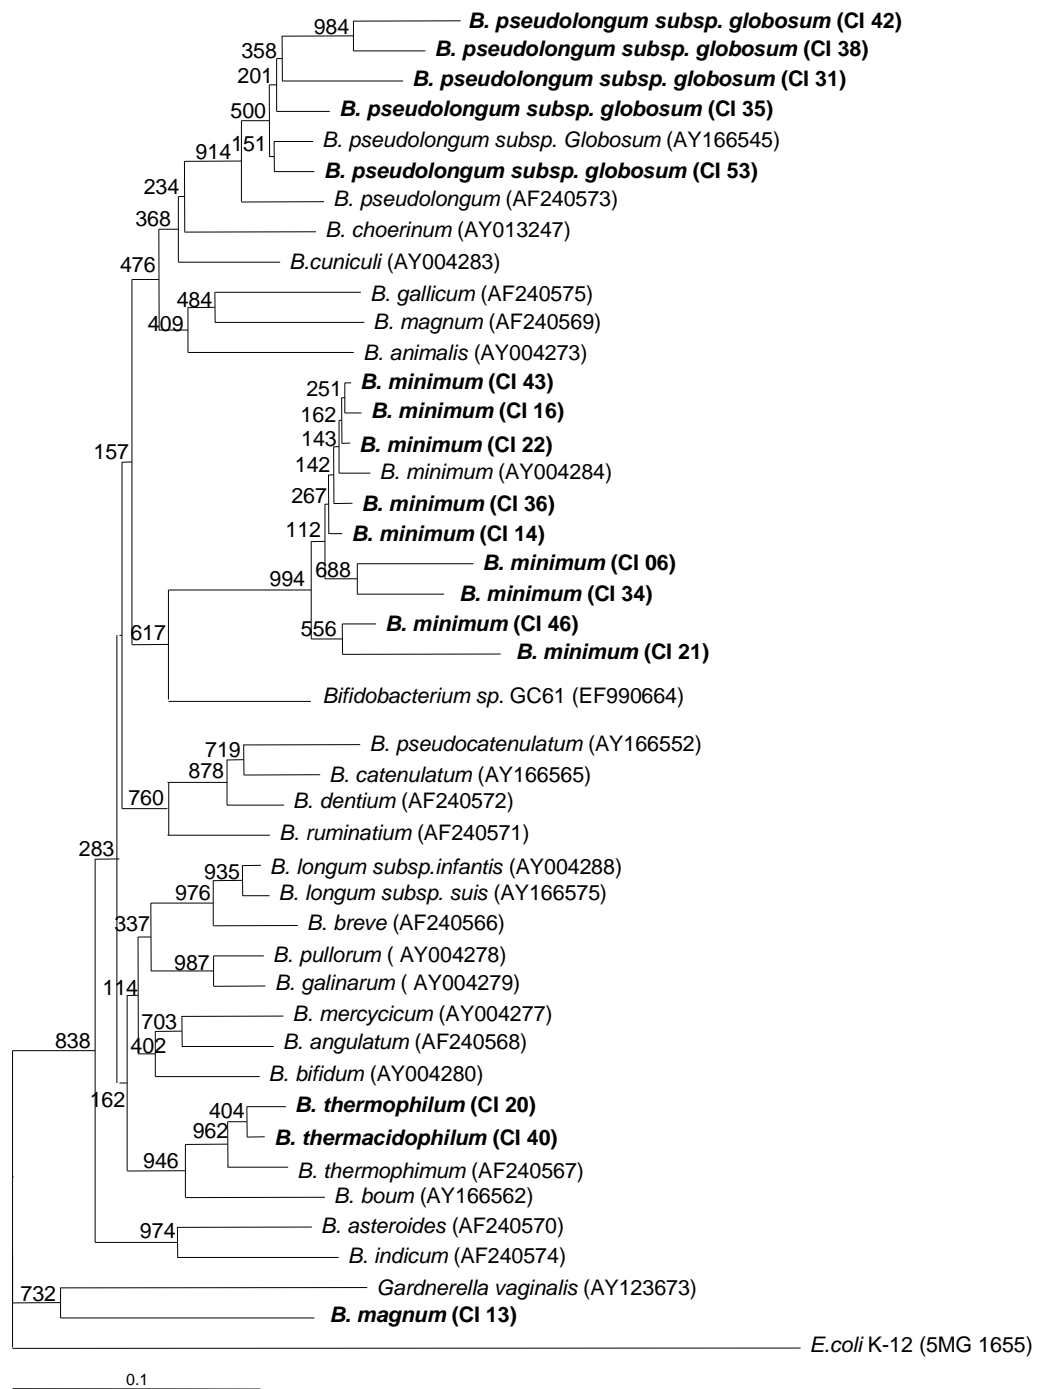 984 B. pseudolongum subsp. globosum (CI 42)
358 B. pseudolongum subsp. globosum (CI 38)
201 B. pseudolongum subsp. globosum (CI 31)
500 B. pseudolongum subsp. globosum (CI 35)
914 151 B. pseudolongum subsp. Globosum (AY166545)
B. pseudolongum subsp. globosum (CI 53)
234 B. pseudolongum (AF240573)
368 B. choerinum (AY013247)
476 B.cuniculi (AY004283)
484 B. gallicum (AF240575)
409 B. magnum (AF240569)
B. animalis (AY004273)
251 B. minimum (CI 43)
162 B. minimum (CI 16)
157 143 B. minimum (CI 22)
142 B. minimum (AY004284)
267 B. minimum (CI 36)
112 B. minimum (CI 14)
994 688 B. minimum (CI 06)
B. minimum (CI 34)
617 556 B. minimum (CI 46)
B. minimum (CI 21)
Bifidobacterium sp. GC61 (EF990664)
719 B. pseudocatenulatum (AY166552)
878 B. catenulatum (AY166565)
760 B. dentium (AF240572)
B. ruminatium (AF240571)
283 935 B. longum subsp.infantis (AY004288)
976 B. longum subsp. suis (AY166575)
337 B. breve (AF240566)
987 B. pullorum ( AY004278)
114 B. galinarum ( AY004279)
703 B. mercycicum (AY004277)
838 402 B. angulatum (AF240568)
B. bifidum (AY004280)
162 404 B. thermophilum (CI 20)
962 B. thermacidophilum (CI 40)
946 B. thermophimum (AF240567)
B. boum (AY166562)
974 B. asteroides (AF240570)
B. indicum (AF240574)
732 Gardnerella vaginalis (AY123673)
B. magnum (CI 13)
E.coli K-12 (5MG 1655)
0.1